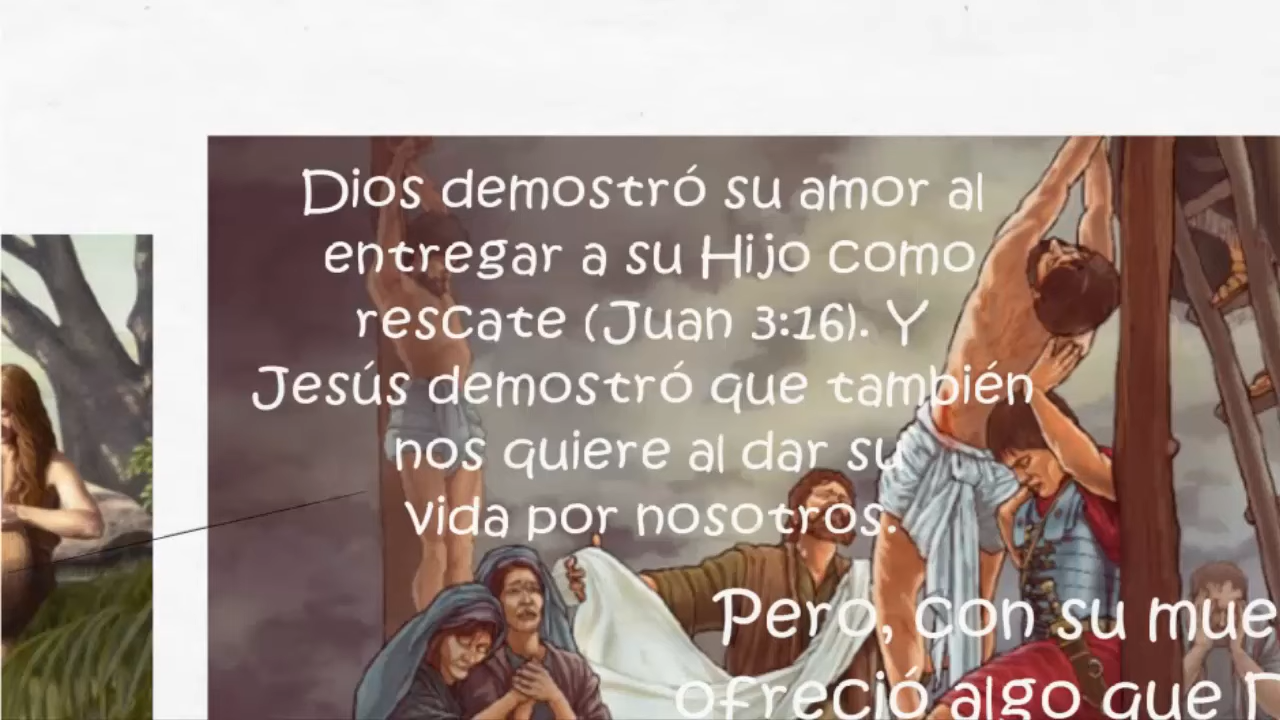 Dios demostró su amor al
entregar a su Hijo como
rescate (Juan 3:16). Y
Jesús demostró que también
nos quiere al dar su
vida por nosotros.
Pero, con su
ofreció algo que